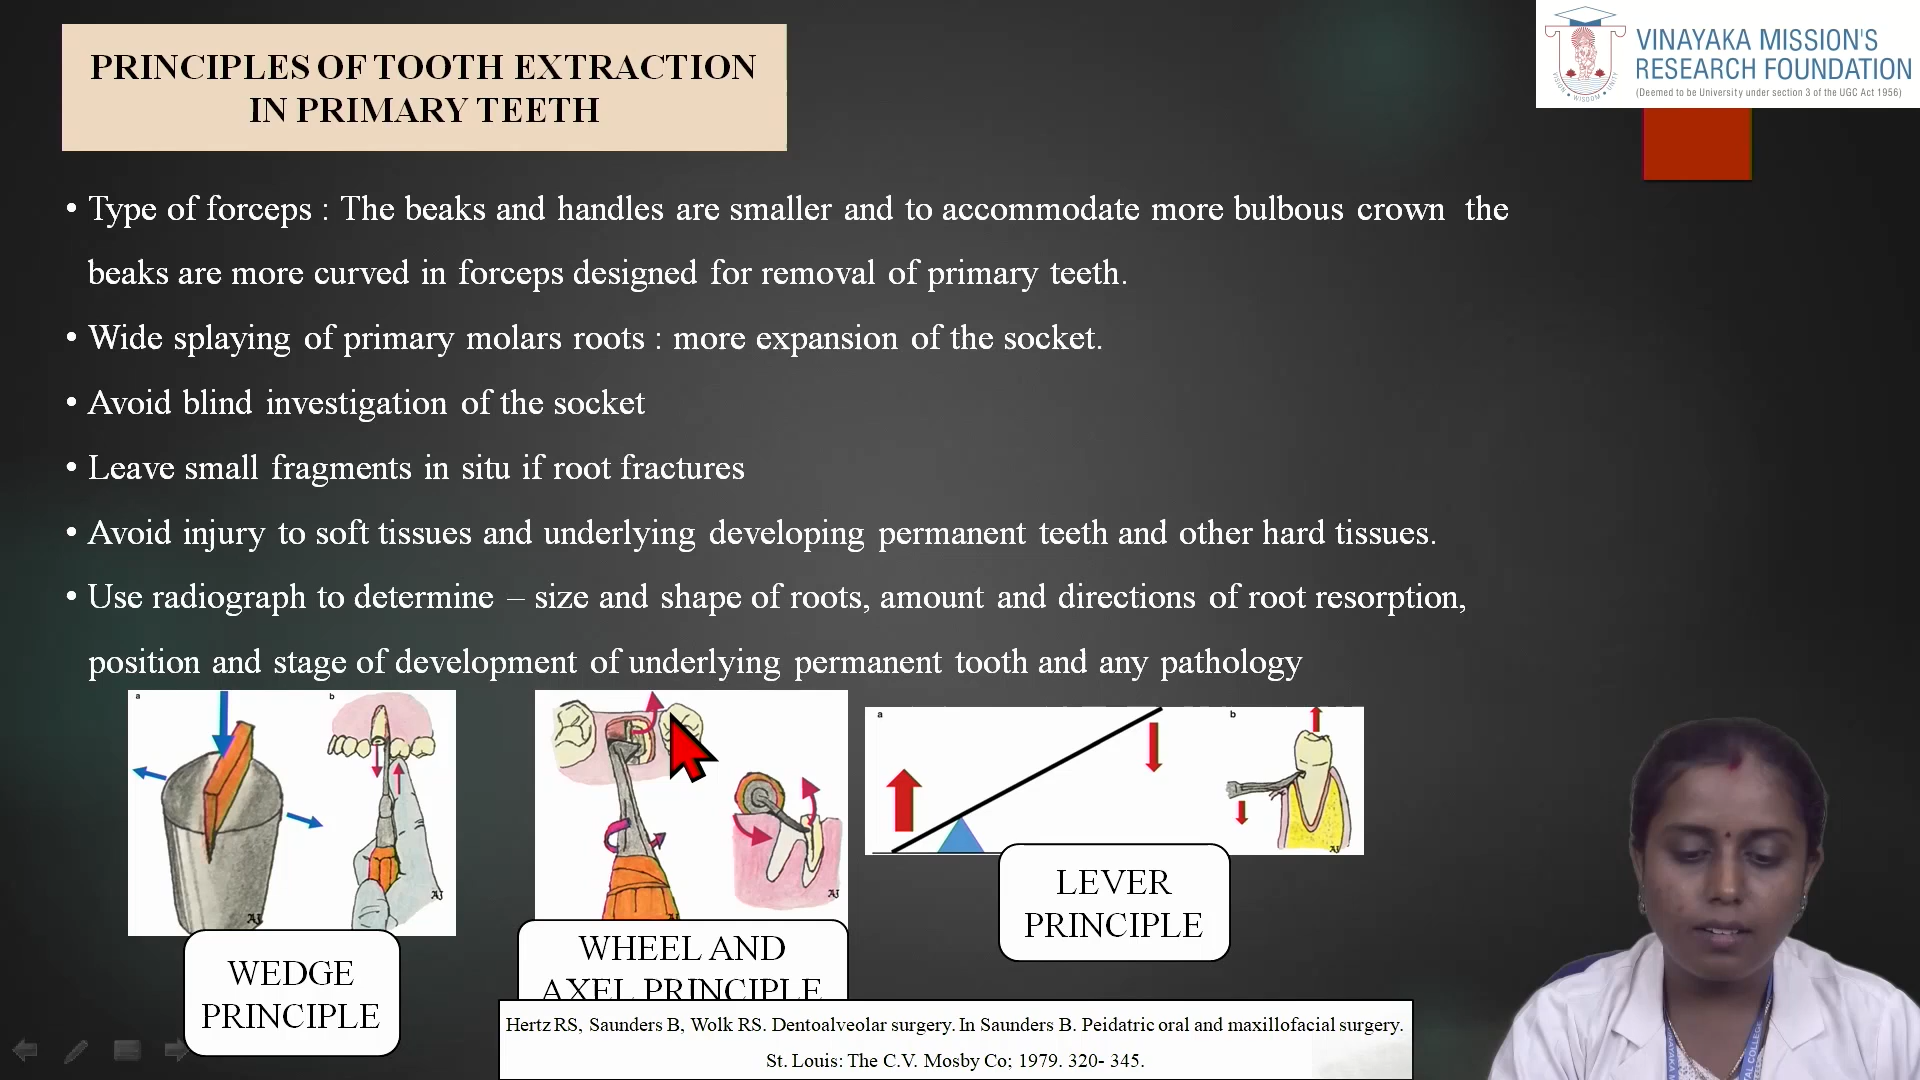 PRINCIPLES OF TOOTH EXTRACTION
IN PRIMARY TEETH
VINAYAKA MISSION'S
RESEARCH FOUNDATION
(Deemed to be University under section 3 of the UGC Act 1956)
VISION • WISDOM • UNITY
• Type of forceps : The beaks and handles are smaller and to accommodate more bulbous crown the
beaks are more curved in forceps designed for removal of primary teeth.
• Wide splaying of primary molars roots : more expansion of the socket.
• Avoid blind investigation of the socket
• Leave small fragments in situ if root fractures
• Avoid injury to soft tissues and underlying developing permanent teeth and other hard tissues.
• Use radiograph to determine – size and shape of roots, amount and directions of root resorption,
position and stage of development of underlying permanent tooth and any pathology
a
b
a
b
WEDGE
PRINCIPLE
WHEEL AND
AXEL PRINCIPLE
LEVER
PRINCIPLE
Hertz RS, Saunders B, Wolk RS. Dentoalveolar surgery. In Saunders B. Peidatric oral and maxillofacial surgery.
St. Louis: The C.V. Mosby Co; 1979. 320- 345.